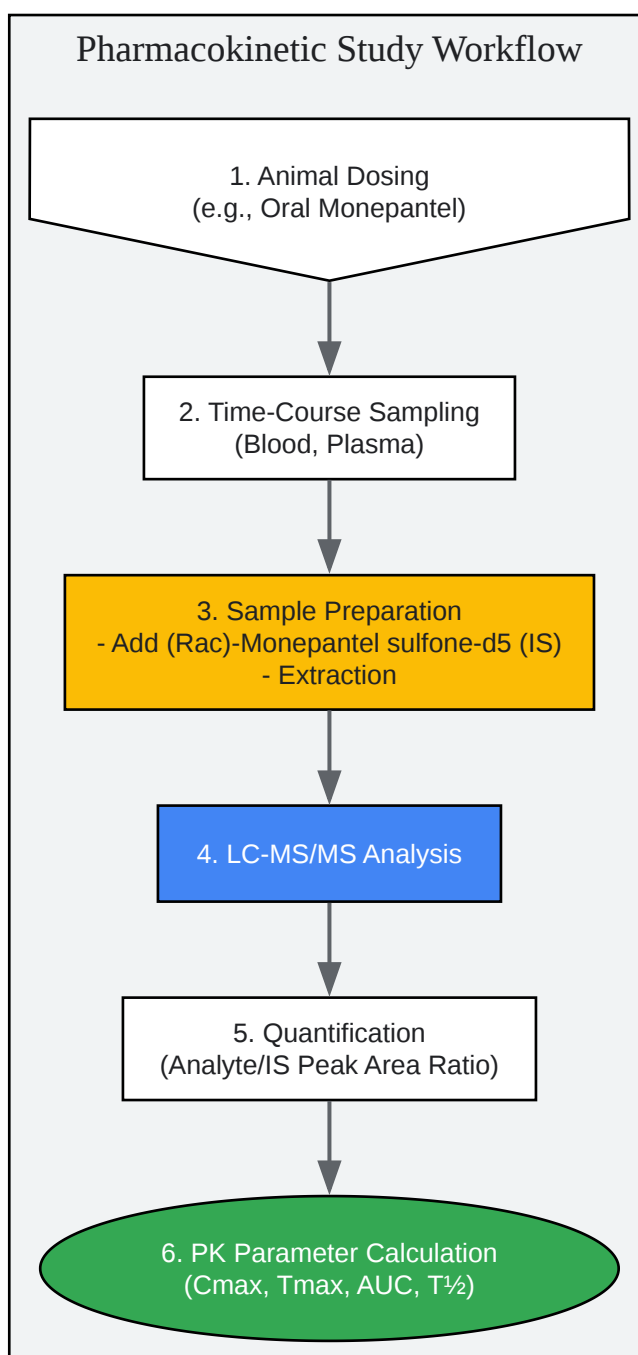 Pharmacokinetic Study Workflow
1. Animal Dosing
(e.g., Oral Monepantel)
2. Time-Course Sampling
(Blood, Plasma)
3. Sample Preparation
- Add (Rac)-Monepantel sulfone-d5 (IS)
- Extraction
4. LC-MS/MS Analysis
5. Quantification
(Analyte/IS Peak Area Ratio)
6. PK Parameter Calculation
(Cmax, Tmax, AUC, T½)